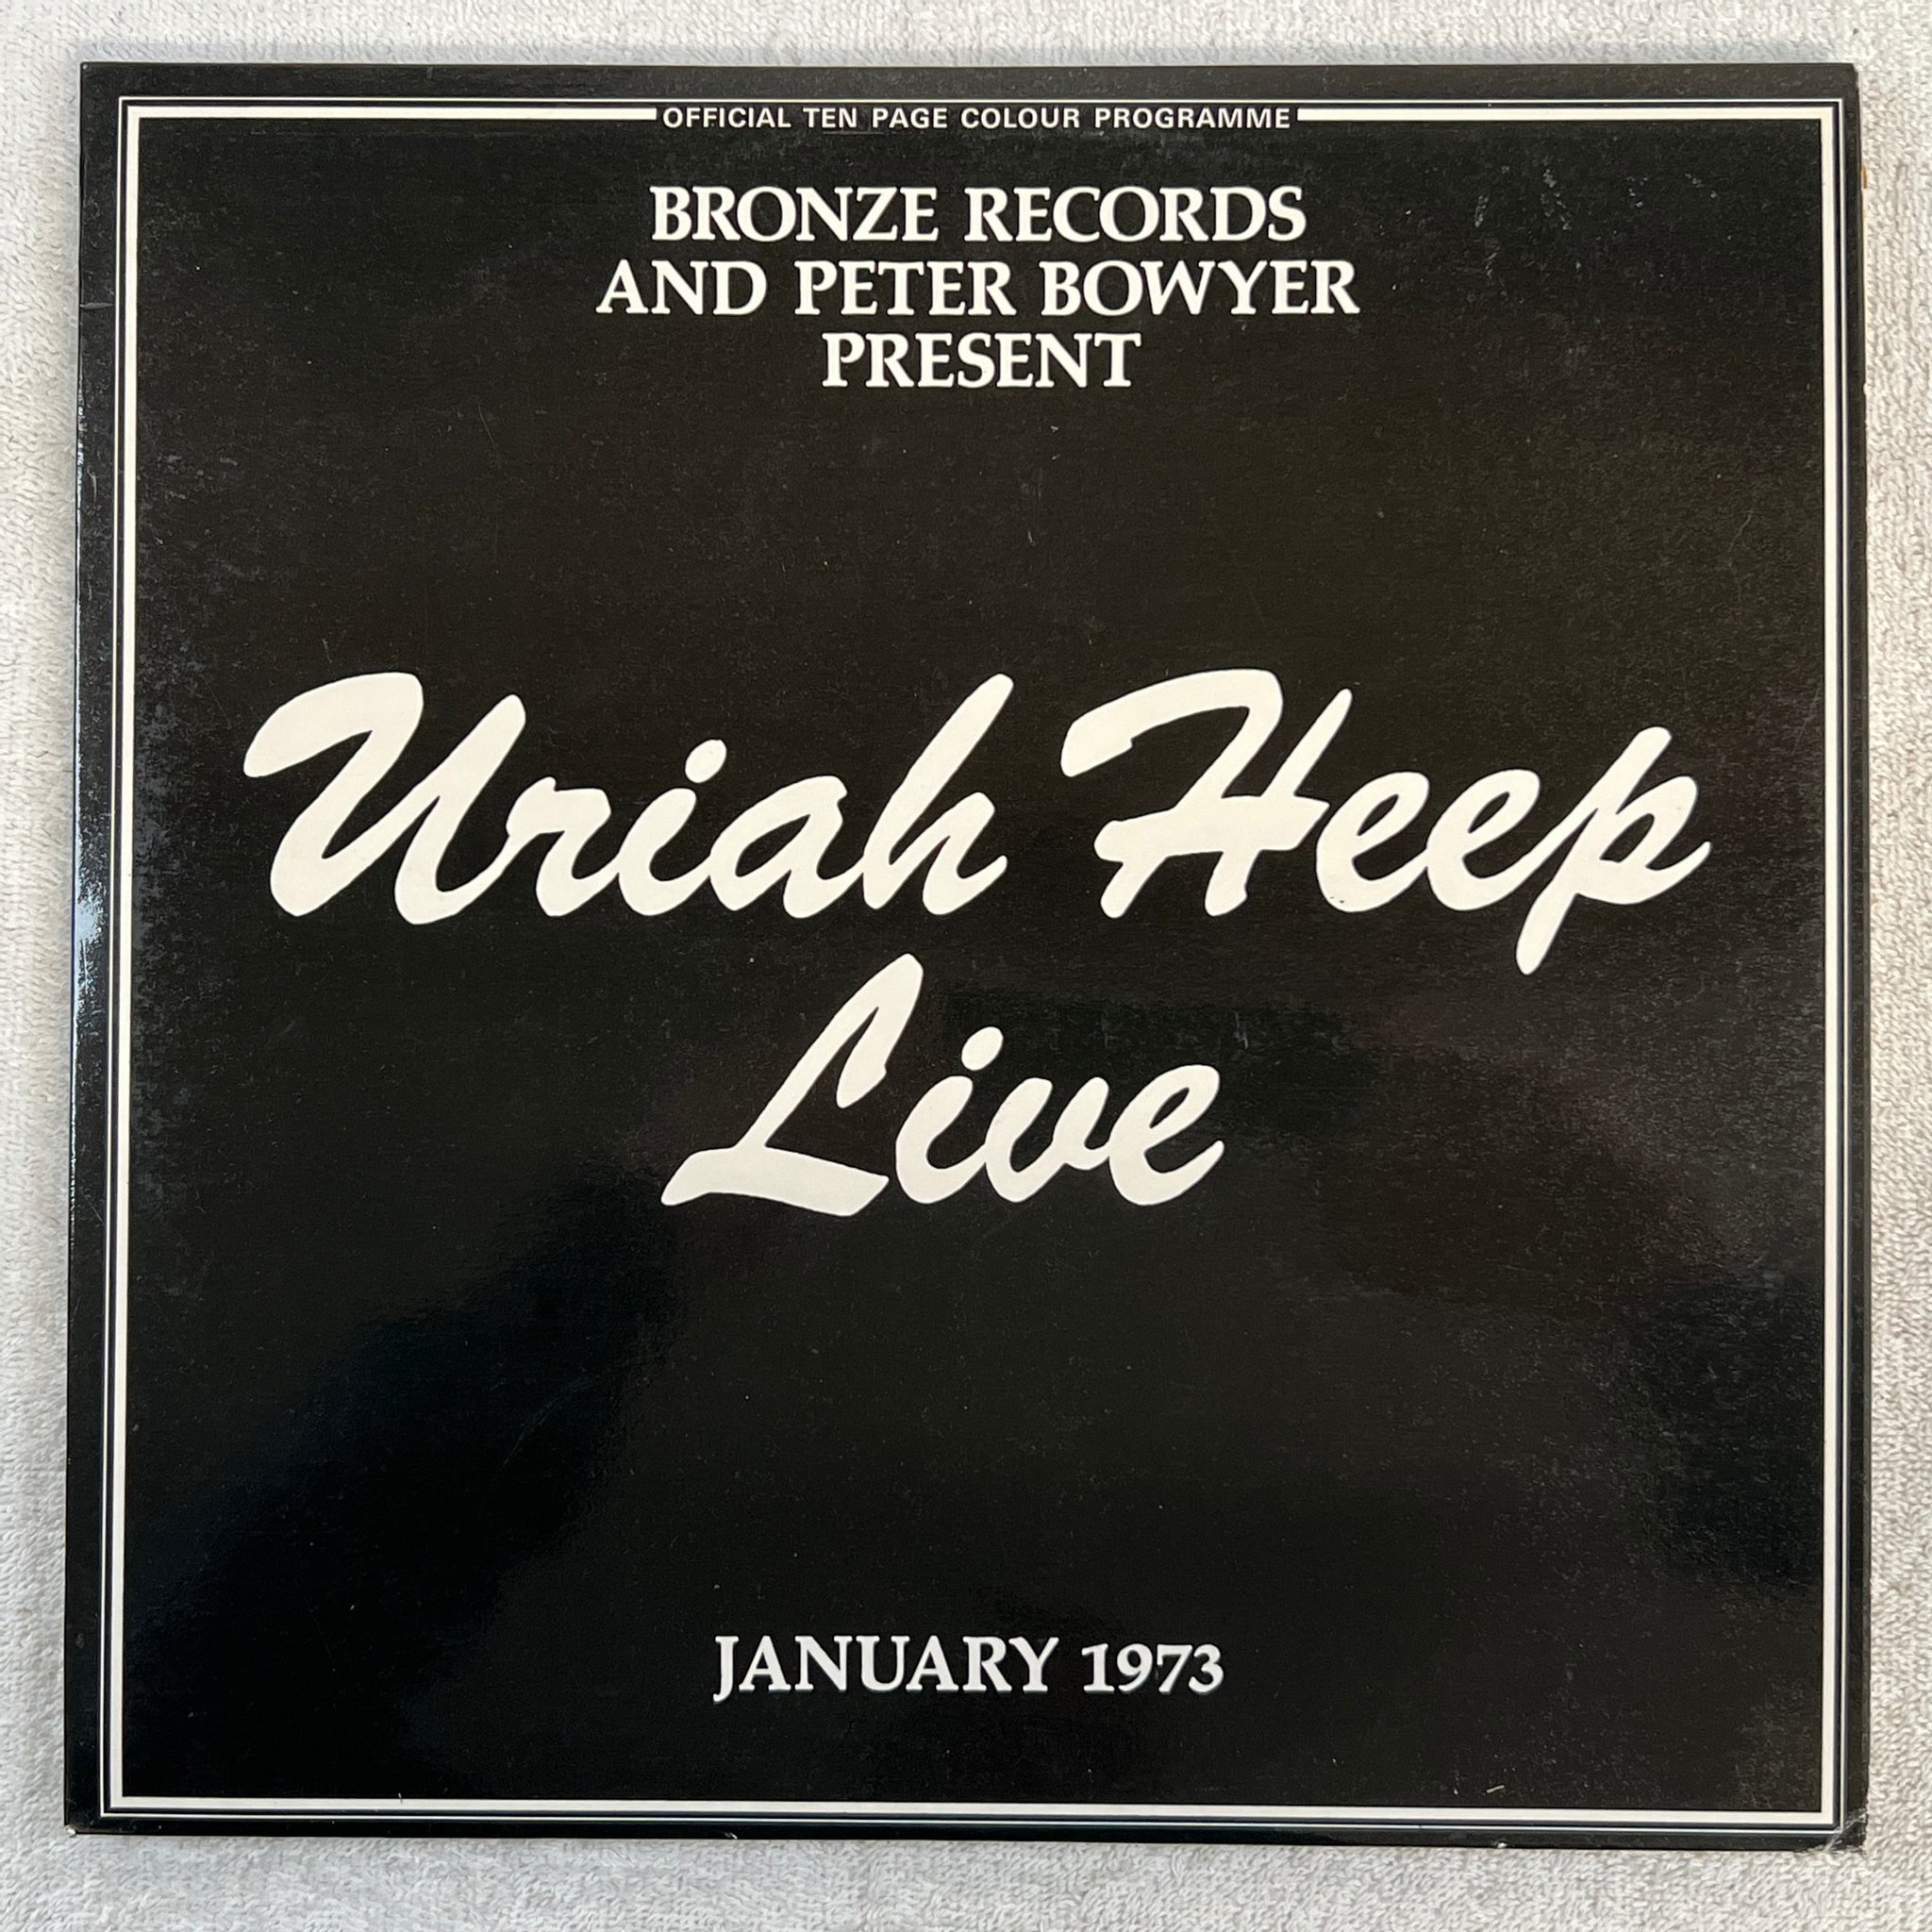 OFFICIAL TEN PAGE COLOUR PROGRAMME
BRONZE RECORDS
AND PETER BOWYER
PRESENT
Uriah Heep
Live
JANUARY 1973